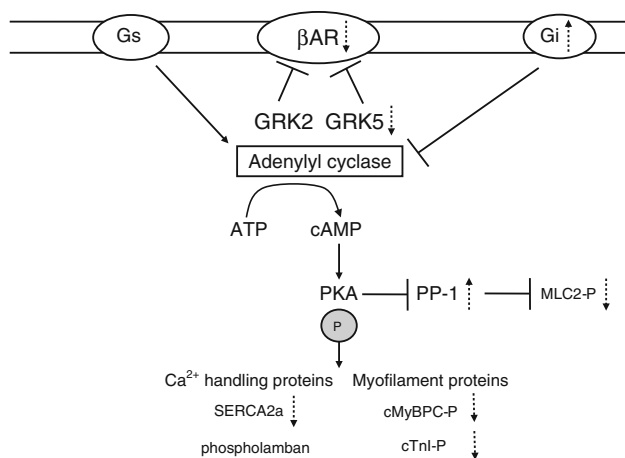 Gs
βAR
Gi
GRK2 GRK5
Adenylyl cyclase
ATP
cAMP
PKA
PP-1
MLC2-P
P
Ca²⁺ handling proteins
Myofilament proteins
SERCA2a
cMyBPC-P
phospholamban
cTnI-P